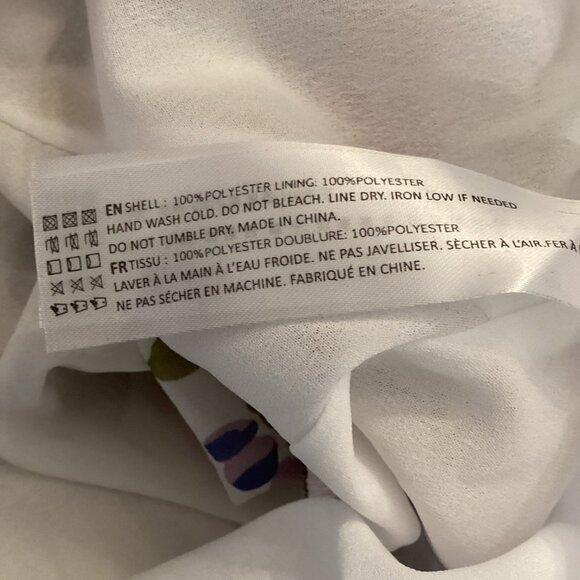 EN SHELL : 100%POLYESTER LINING: 100%POLYESTER
HAND WASH COLD. DO NOT BLEACH. LINE DRY. IRON LOW IF NEEDED
DO NOT TUMBLE DRY. MADE IN CHINA.
FR TISSU : 100%POLYESTER DOUBLURE: 100%POLYESTER
LAVER À LA MAIN À L'EAU FROIDE. NE PAS JAVELLISER. SÈCHER À L'AIR.FER À
NE PAS SÉCHER EN MACHINE. FABRIQUÉ EN CHINE.